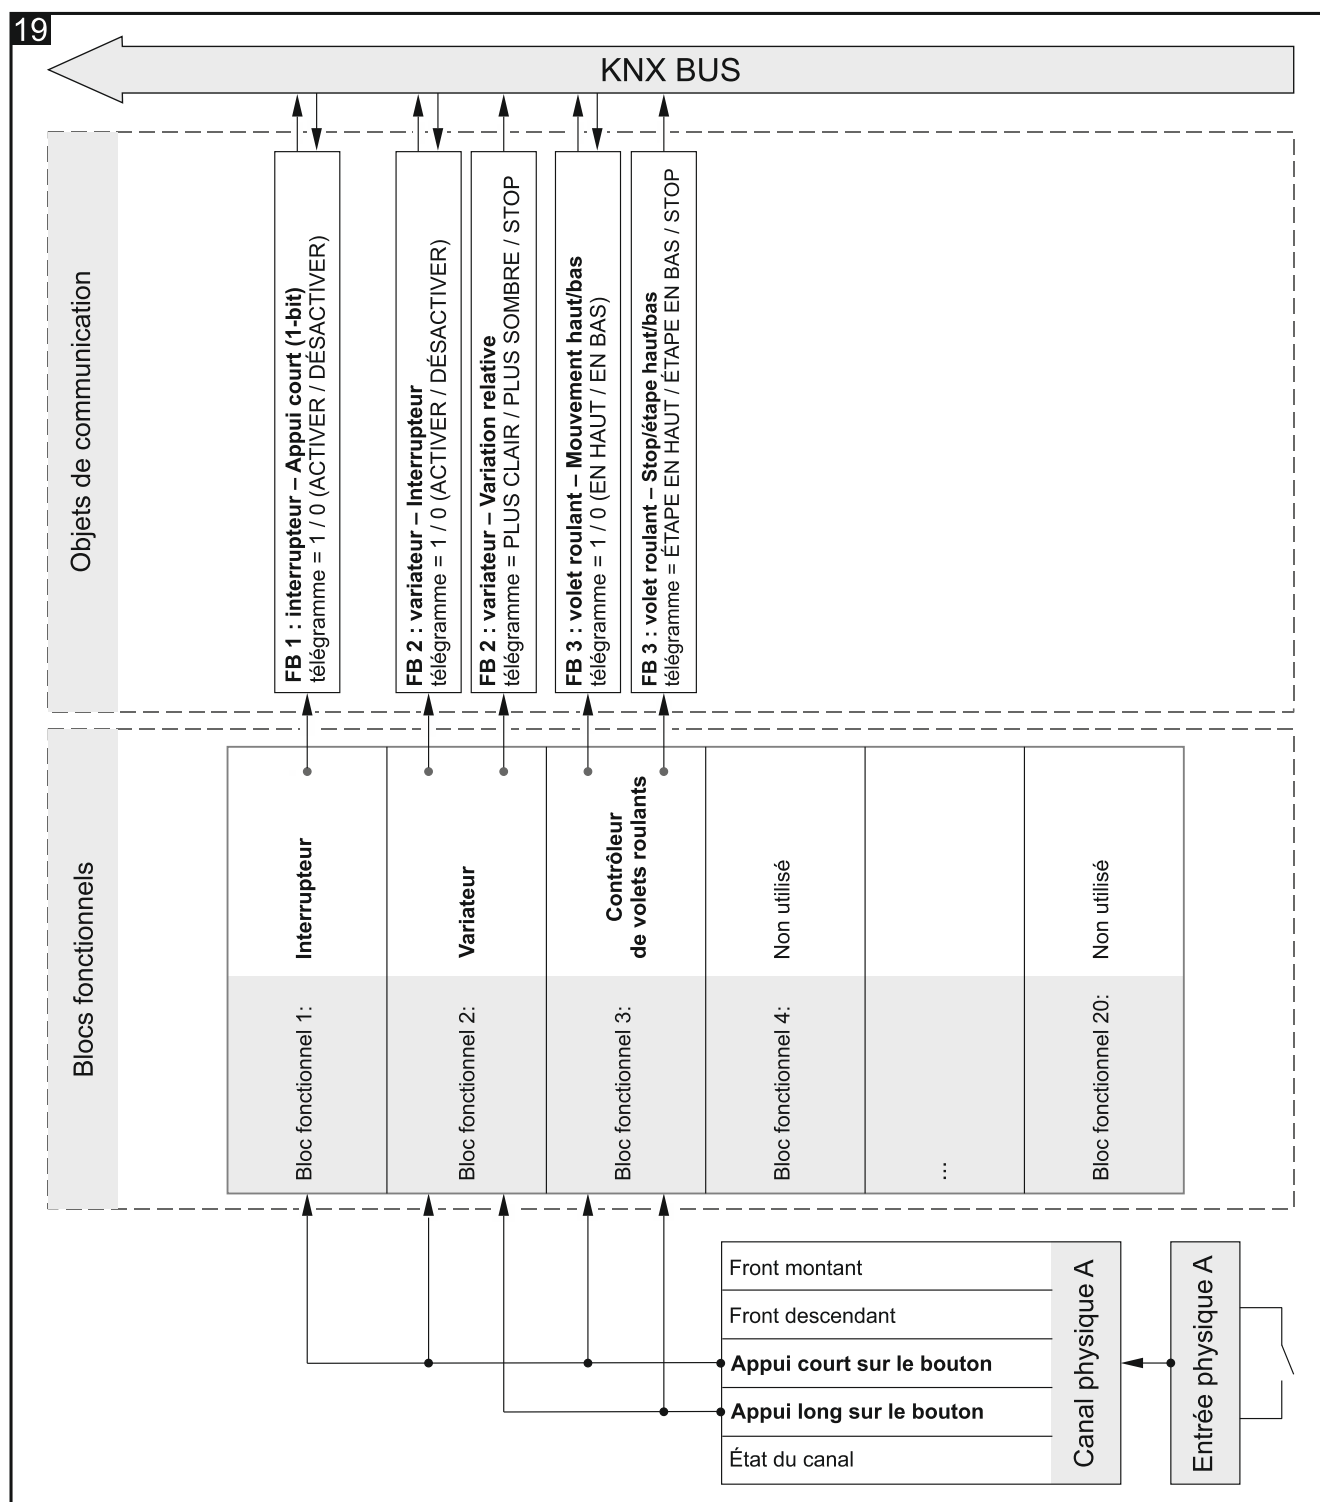 19
KNX BUS
Objets de communication
FB 1 : interrupteur – Appui court (1-bit)
télégramme = 1 / 0 (ACTIVER / DÉSACTIVER)
FB 2 : variateur – Interrupteur
télégramme = 1 / 0 (ACTIVER / DÉSACTIVER)
FB 2 : variateur – Variation relative
télégramme = PLUS CLAIR / PLUS SOMBRE / STOP
FB 3 : volet roulant – Mouvement haut/bas
télégramme = 1 / 0 (EN HAUT / EN BAS)
FB 3 : volet roulant – Stop/étape haut/bas
télégramme = ÉTAPE EN HAUT / ÉTAPE EN BAS / STOP
Blocs fonctionnels
Bloc fonctionnel 1:
Interrupteur
Bloc fonctionnel 2:
Variateur
Bloc fonctionnel 3:
Contrôleur
de volets roulants
Bloc fonctionnel 4:
Non utilisé
...
Bloc fonctionnel 20:
Non utilisé
Front montant
Front descendant
Appui court sur le bouton
Appui long sur le bouton
État du canal
Canal physique A
Entrée physique A